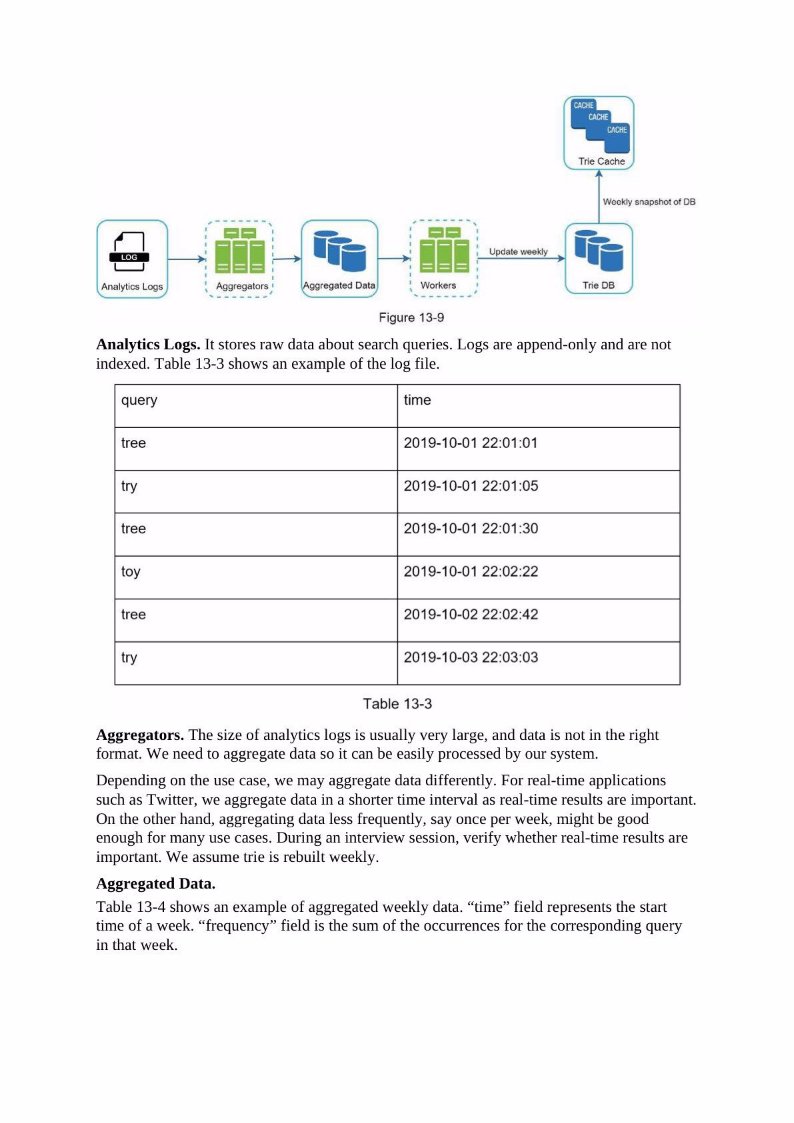 CACHE
CACHE
CACHE
Trie Cache
Weekly snapshot of DB
LOG
Update weekly
Analytics Logs
Aggregators
Aggregated Data
Workers
Trie DB
Figure 13-9
Analytics Logs. It stores raw data about search queries. Logs are append-only and are not
indexed. Table 13-3 shows an example of the log file.
query time
tree 2019-10-01 22:01:01
try 2019-10-01 22:01:05
tree 2019-10-01 22:01:30
toy 2019-10-01 22:02:22
tree 2019-10-02 22:02:42
try 2019-10-03 22:03:03
Table 13-3
Aggregators. The size of analytics logs is usually very large, and data is not in the right
format. We need to aggregate data so it can be easily processed by our system.
Depending on the use case, we may aggregate data differently. For real-time applications
such as Twitter, we aggregate data in a shorter time interval as real-time results are important.
On the other hand, aggregating data less frequently, say once per week, might be good
enough for many use cases. During an interview session, verify whether real-time results are
important. We assume trie is rebuilt weekly.
Aggregated Data.
Table 13-4 shows an example of aggregated weekly data. “time” field represents the start
time of a week. “frequency” field is the sum of the occurrences for the corresponding query
in that week.